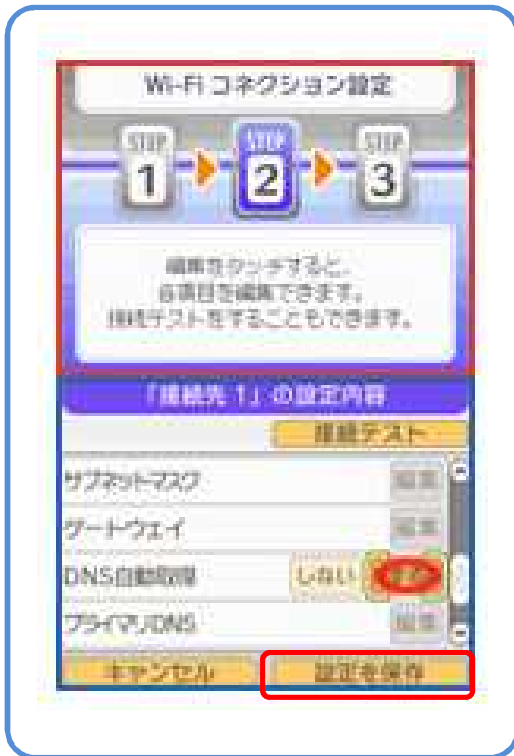 Wi-Fi コネクション設定
STEP
1
STEP
2
STEP
3
編集をタッチすると、
各項目を編集できます。
接続テストをすることもできます。
「接続先 1」の設定内容
接続テスト
サブネットマスク 編集
ゲートウェイ 編集
DNS自動取得 しない する
プライマリDNS 編集
キャンセル 設定を保存